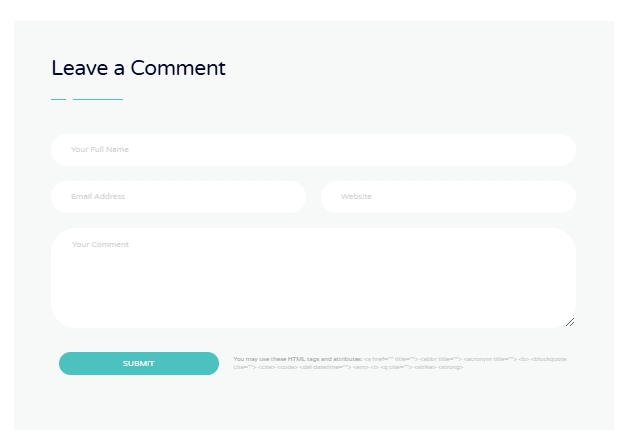 Leave a Comment
Your Full Name
Email Address
Website
Your Comment
SUBMIT
You may use these HTML tags and attributes: <a href="" title=""> <abbr title=""> <acronym title=""> <b> <blockquote
cite=""> <cite> <code> <del datetime=""> <em> <i> <q cite=""> <strike> <strong>